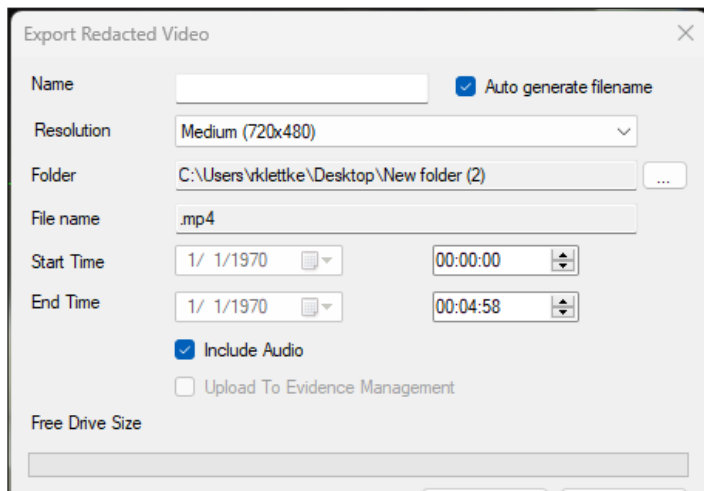 Export Redacted Video
Name
Auto generate filename
Resolution Medium (720x480)
Folder C:\Users\rklettke\Desktop\New folder (2) ...
File name .mp4
Start Time 1/ 1/1970 00:00:00
End Time 1/ 1/1970 00:04:58
Include Audio
Upload To Evidence Management
Free Drive Size